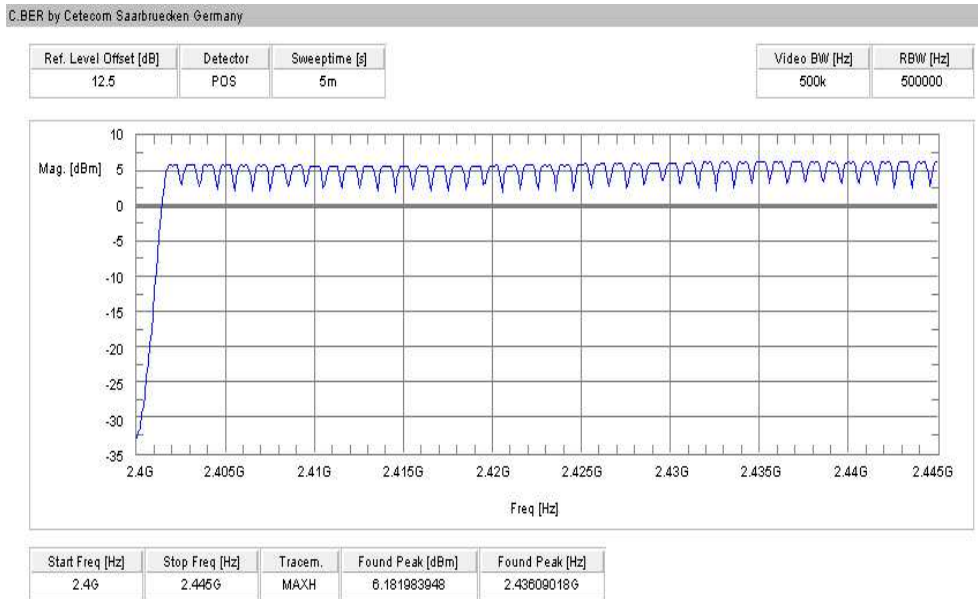 C.BER by Cetecom Saarbruecken Germany
Ref. Level Offset [dB] Detector Sweeptime [s] Video BW [Hz] RBW [Hz]
12.5 POS 5m 500k 500000
Mag. [dBm]
10
5
0
-5
-10
-15
-20
-25
-30
-35
2.4G 2.405G 2.41G 2.415G 2.42G 2.425G 2.43G 2.435G 2.44G 2.445G
Freq [Hz]
Start Freq [Hz] Stop Freq [Hz] Tracem. Found Peak [dBm] Found Peak [Hz]
2.4G 2.445G MAXH 6.181983948 2.43609018G